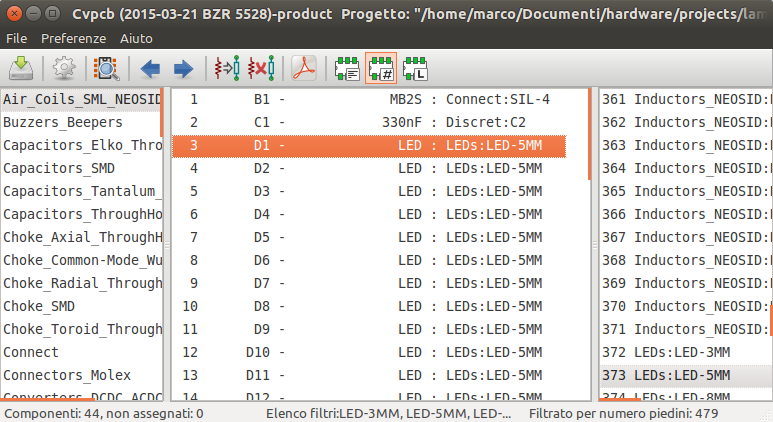 Cvpcb (2015-03-21 BZR 5528)-product Progetto: "/home/marco/Documenti/hardware/projects/lam
File Preferenze Aiuto
L
Air_Coils_SML_NEOSID
Buzzers_Beepers
Capacitors_Elko_Thro
Capacitors_SMD
Capacitors_Tantalum_
Capacitors_ThroughHo
Choke_Axial_ThroughH
Choke_Common-Mode_Wu
Choke_Radial_Through
Choke_SMD
Choke_Toroid_Through
Connect
Connectors_Molex
Converters_DCDC_ACDC
1 B1 - MB2S : Connect:SIL-4
2 C1 - 330nF : Discret:C2
3 D1 - LED : LEDs:LED-5MM
4 D2 - LED : LEDs:LED-5MM
5 D3 - LED : LEDs:LED-5MM
6 D4 - LED : LEDs:LED-5MM
7 D5 - LED : LEDs:LED-5MM
8 D6 - LED : LEDs:LED-5MM
9 D7 - LED : LEDs:LED-5MM
10 D8 - LED : LEDs:LED-5MM
11 D9 - LED : LEDs:LED-5MM
12 D10 - LED : LEDs:LED-5MM
13 D11 - LED : LEDs:LED-5MM
14 D12 - LED : LEDs:LED-5MM
361 Inductors_NEOSID:
362 Inductors_NEOSID:
363 Inductors_NEOSID:
364 Inductors_NEOSID:
365 Inductors_NEOSID:
366 Inductors_NEOSID:
367 Inductors_NEOSID:
368 Inductors_NEOSID:
369 Inductors_NEOSID:
370 Inductors_NEOSID:
371 Inductors_NEOSID:
372 LEDs:LED-3MM
373 LEDs:LED-5MM
374 LEDs:LED-8MM
Componenti: 44, non assegnati: 0 Elenco filtri:LED-3MM, LED-5MM, LED-... Filtrato per numero piedini: 479